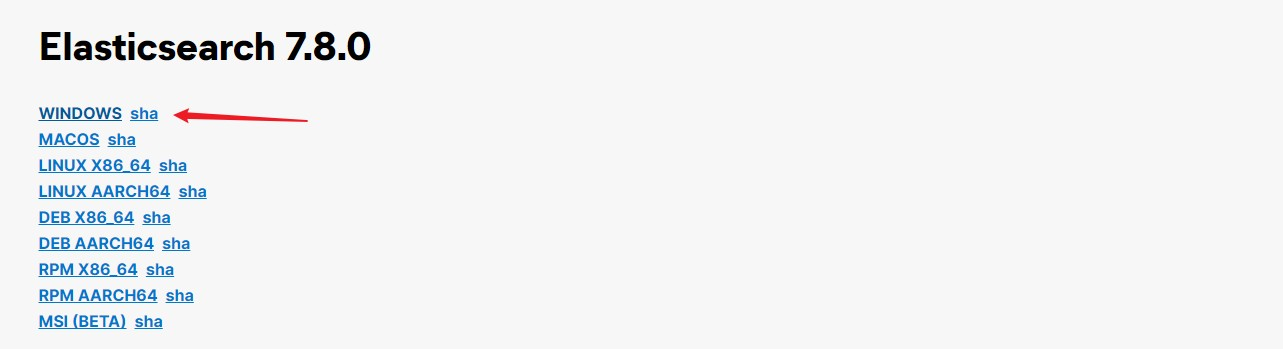 Elasticsearch 7.8.0
WINDOWS sha
MACOS sha
LINUX X86_64 sha
LINUX AARCH64 sha
DEB X86_64 sha
DEB AARCH64 sha
RPM X86_64 sha
RPM AARCH64 sha
MSI (BETA) sha